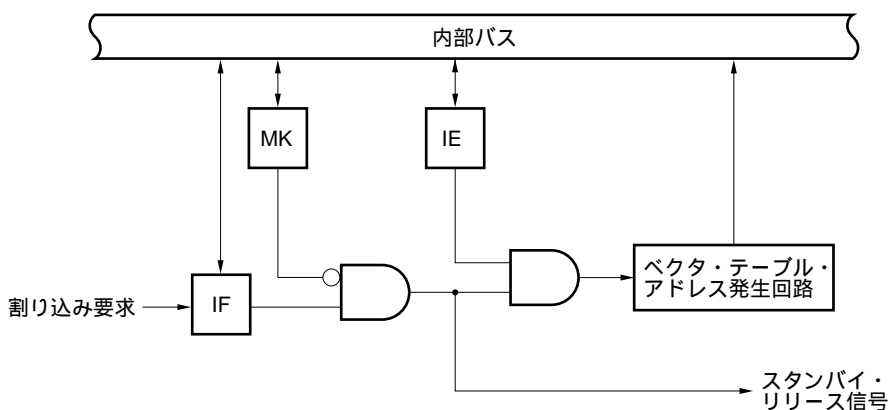 内部バス
MK
IE
ベクタ・テーブル・
アドレス発生回路
割り込み要求
IF
スタンバイ・
リリース信号